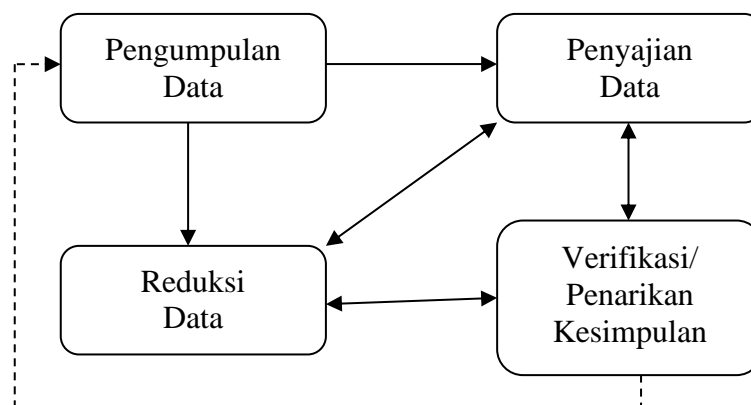 Pengumpulan
Data
Penyajian
Data
Reduksi
Data
Verifikasi/
Penarikan
Kesimpulan